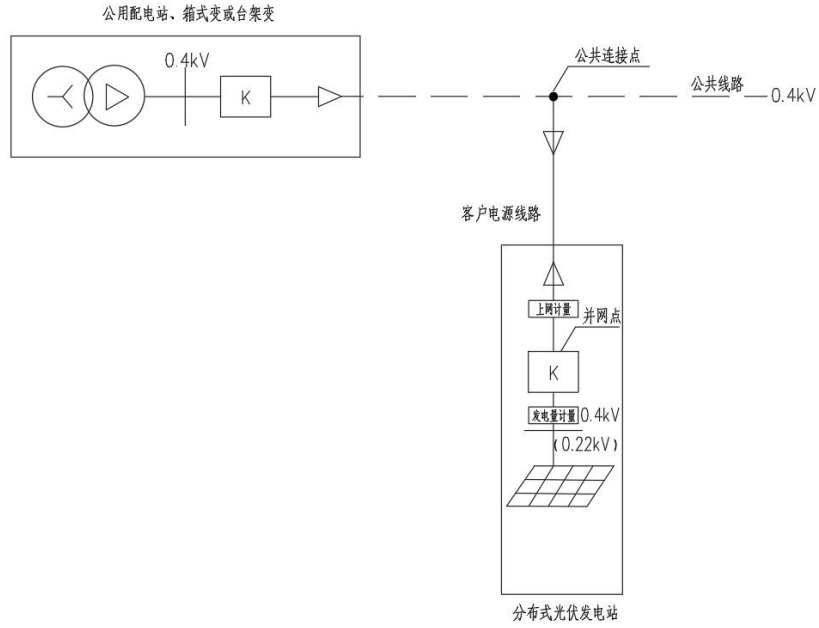 公用配电站、箱式变或台架变
0.4kV
K
公共连接点
公共线路
0.4kV
客户电源线路
上网计量
并网点
K
发电量计量
0.4kV
(0.22kV)
分布式光伏发电站